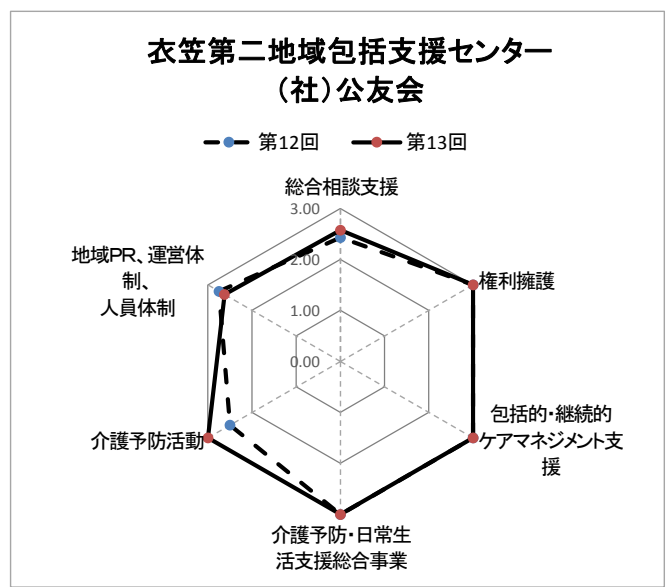 衣笠第二地域包括支援センター
（社）公友会
第12回
第13回
総合相談支援
3.00
2.00
1.00
0.00
権利擁護
包括的・継続的
ケアマネジメント支
援
介護予防・日常生
活支援総合事業
介護予防活動
地域PR、運営体
制、
人員体制